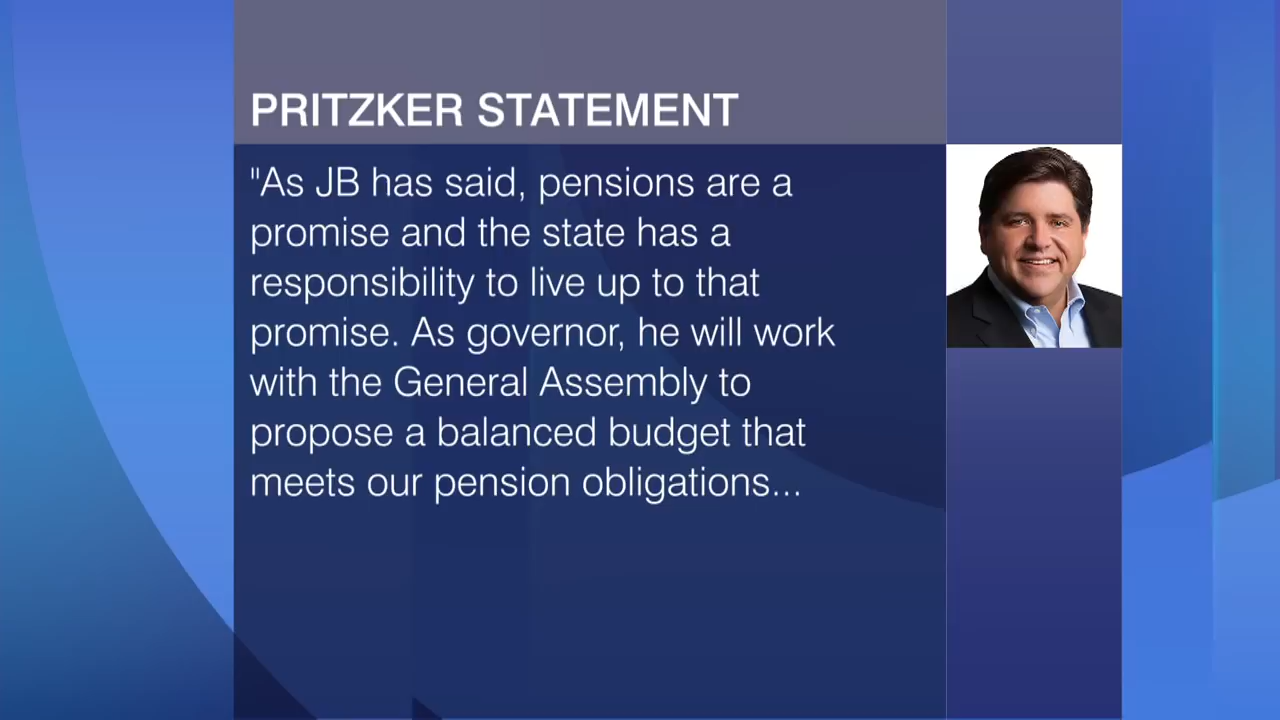 PRITZKER STATEMENT
"As JB has said, pensions are a
promise and the state has a
responsibility to live up to that
promise. As governor, he will work
with the General Assembly to
propose a balanced budget that
meets our pension obligations...